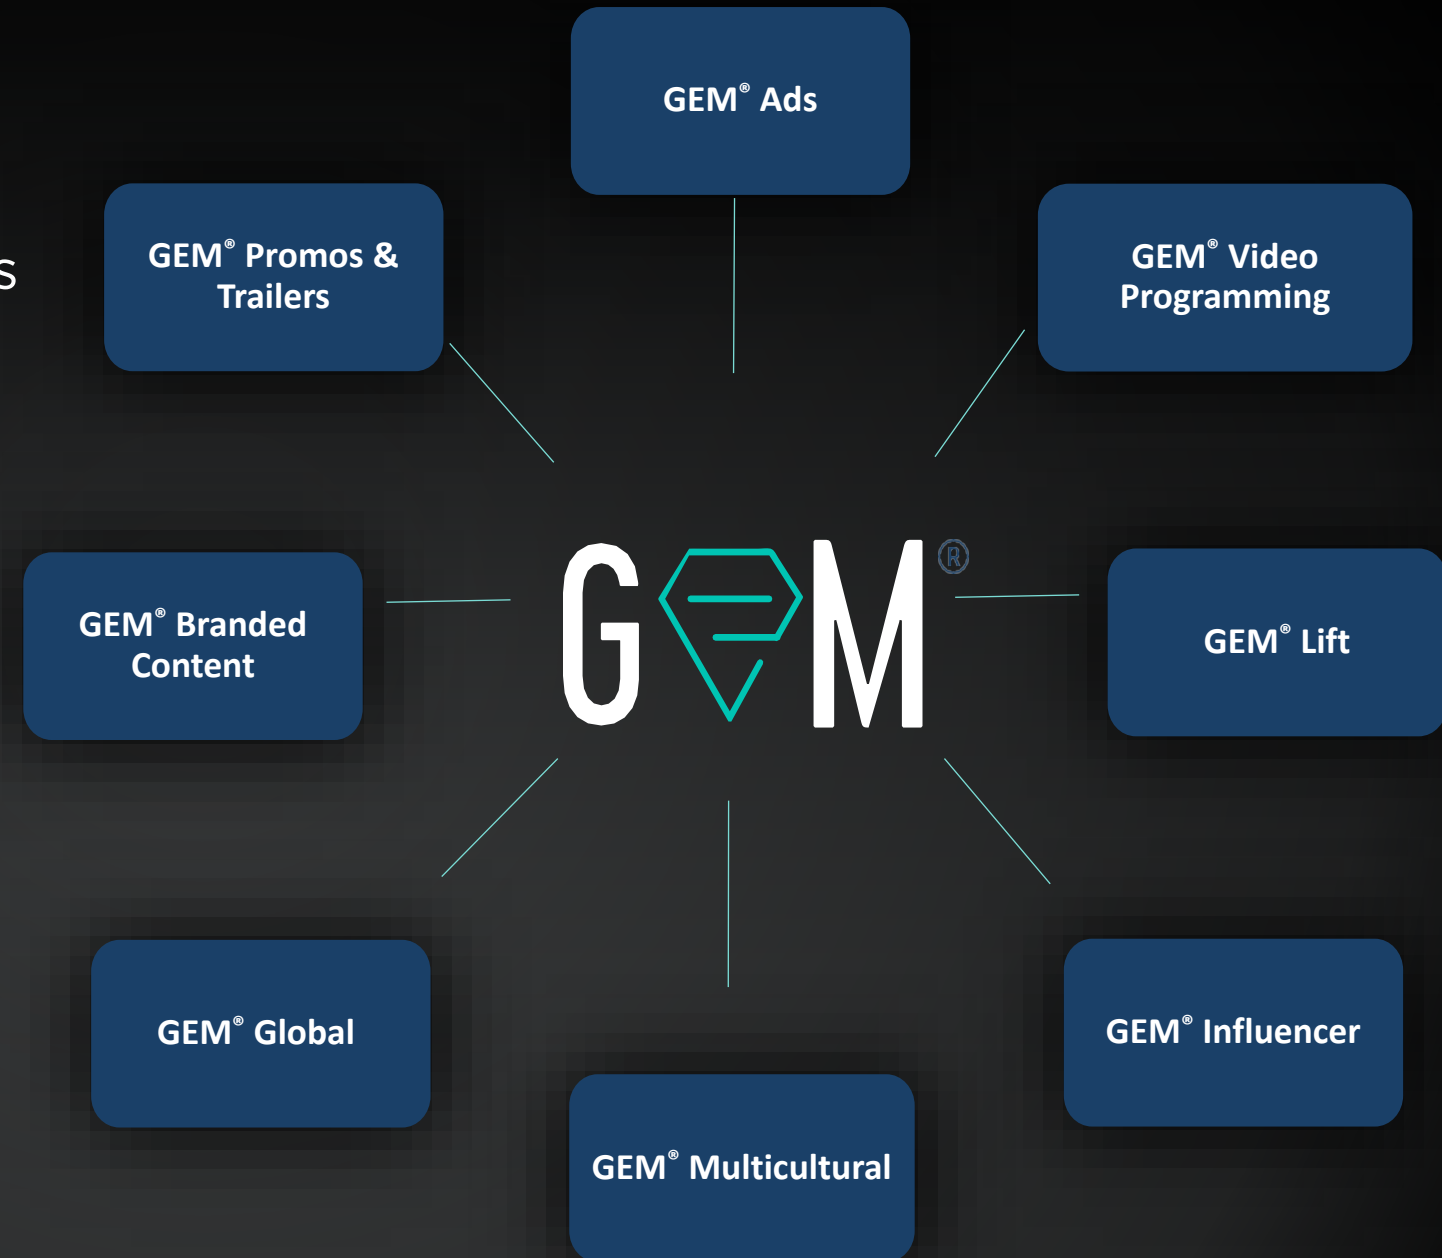 GEM® Ads
GEM® Promos &
Trailers
GEM® Video
Programming
s
GEM®
GEM® Branded
Content
GEM® Lift
GEM® Global
GEM® Influencer
GEM® Multicultural